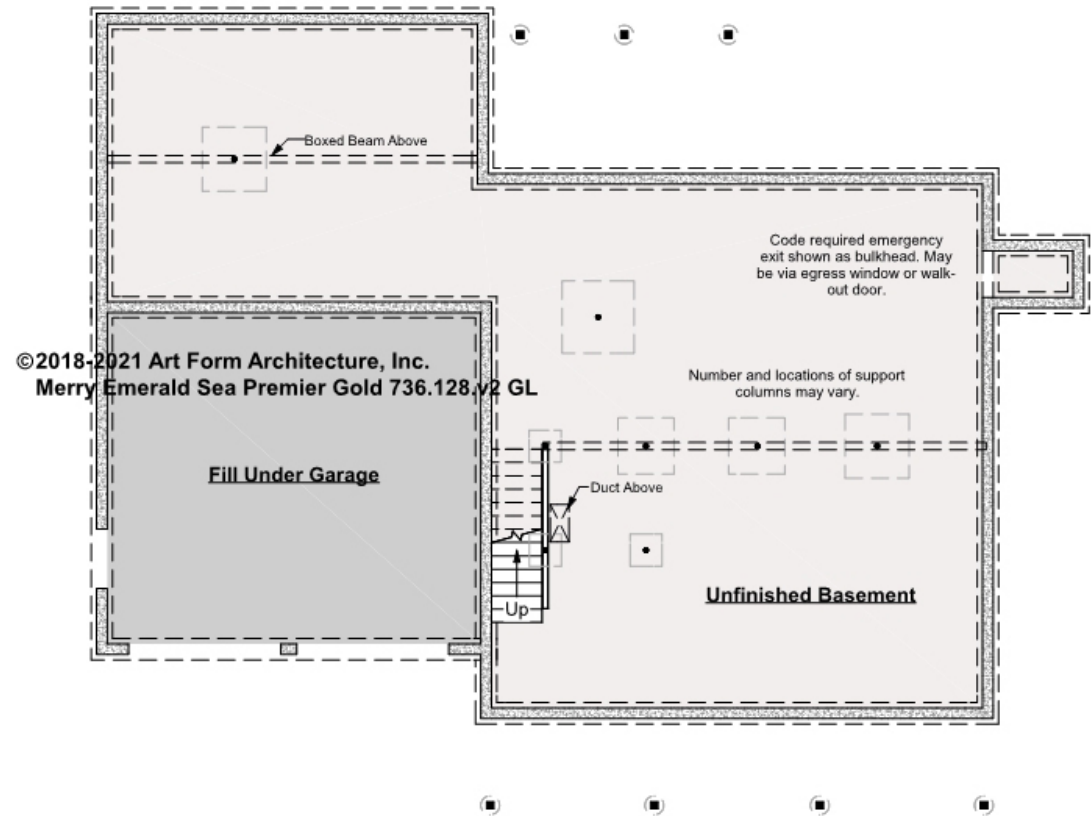 Boxed Beam Above
Code required emergency
exit shown as bulkhead. May
be via egress window or walk-
out door.
©2018-2021 Art Form Architecture, Inc.
Merry Emerald Sea Premier Gold 736.128.v2 GL
Number and locations of support
columns may vary.
Fill Under Garage
Duct Above
Unfinished Basement
Up